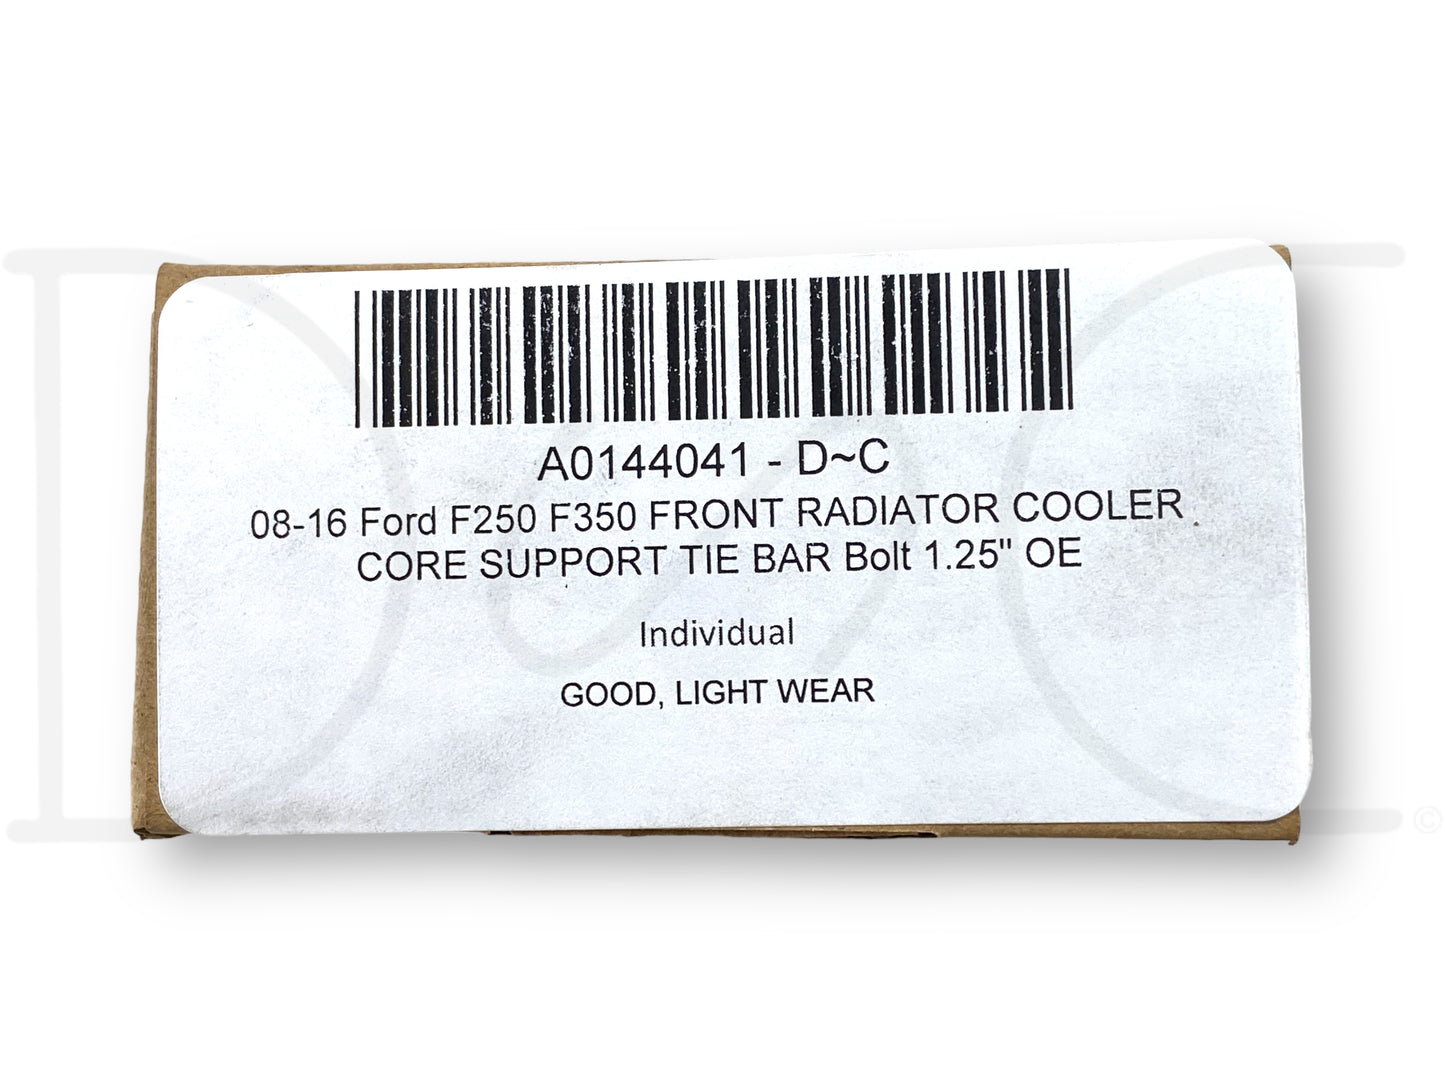 A0144041 - D~C
08-16 Ford F250 F350 FRONT RADIATOR COOLER
CORE SUPPORT TIE BAR Bolt 1.25" OE
Individual
GOOD, LIGHT WEAR
D~C
©